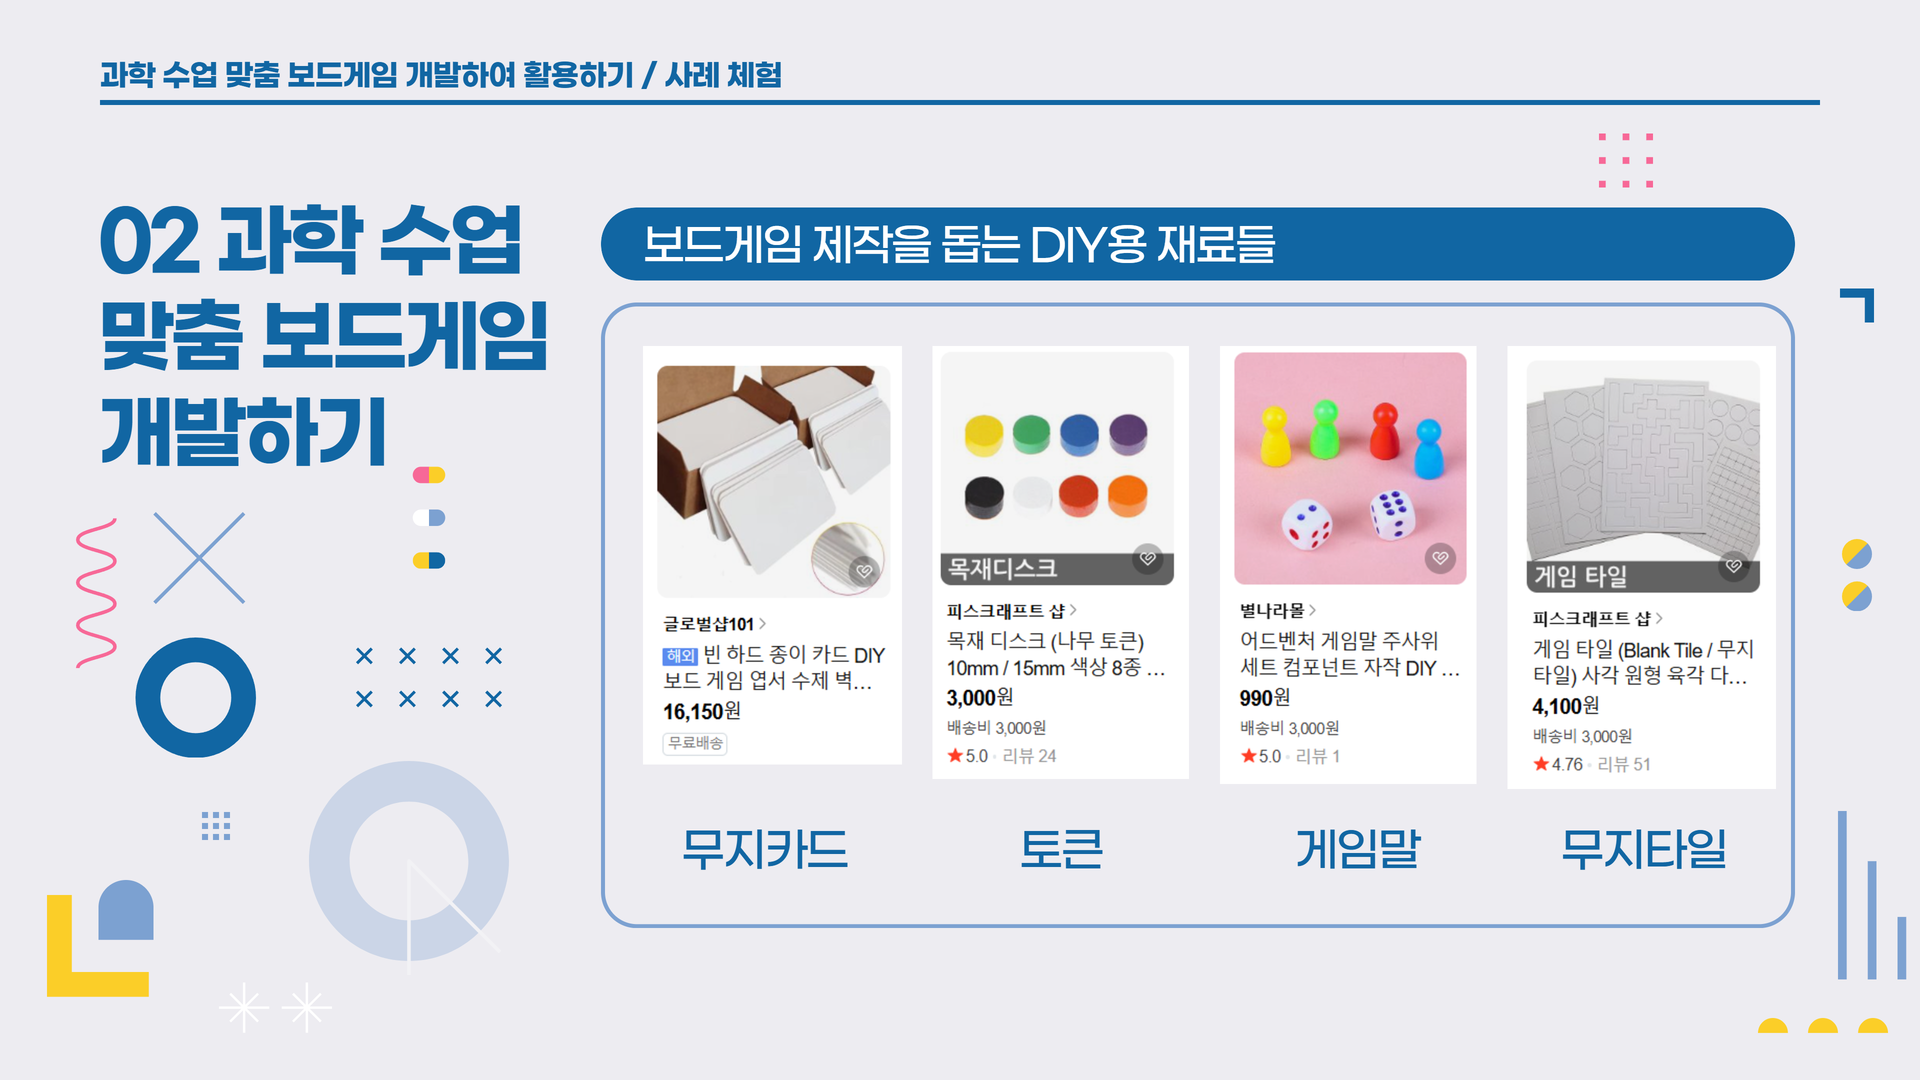 과학 수업 맞춤 보드게임 개발하여 활용하기 / 사례 체험
02 과학 수업
맞춤 보드게임
개발하기
보드게임 제작을 돕는 DIY용 재료들
글로벌샵101
해외 빈 하드 종이 카드 DIY
보드 게임 엽서 수제 벽...
16,150원
무료배송
무지카드
목재디스크
피스크래프트 샵
목재 디스크 (나무 토큰)
10mm / 15mm 색상 8종 ...
3,000원
배송비 3,000원
5.0 · 리뷰 24
토큰
별나라몰
어드벤처 게임말 주사위
세트 컴포넌트 자작 DIY ...
990원
배송비 3,000원
5.0 · 리뷰 1
게임말
게임 타일
피스크래프트 샵
게임 타일 (Blank Tile / 무지
타일) 사각 원형 육각 다...
4,100원
배송비 3,000원
4.76 · 리뷰 51
무지타일